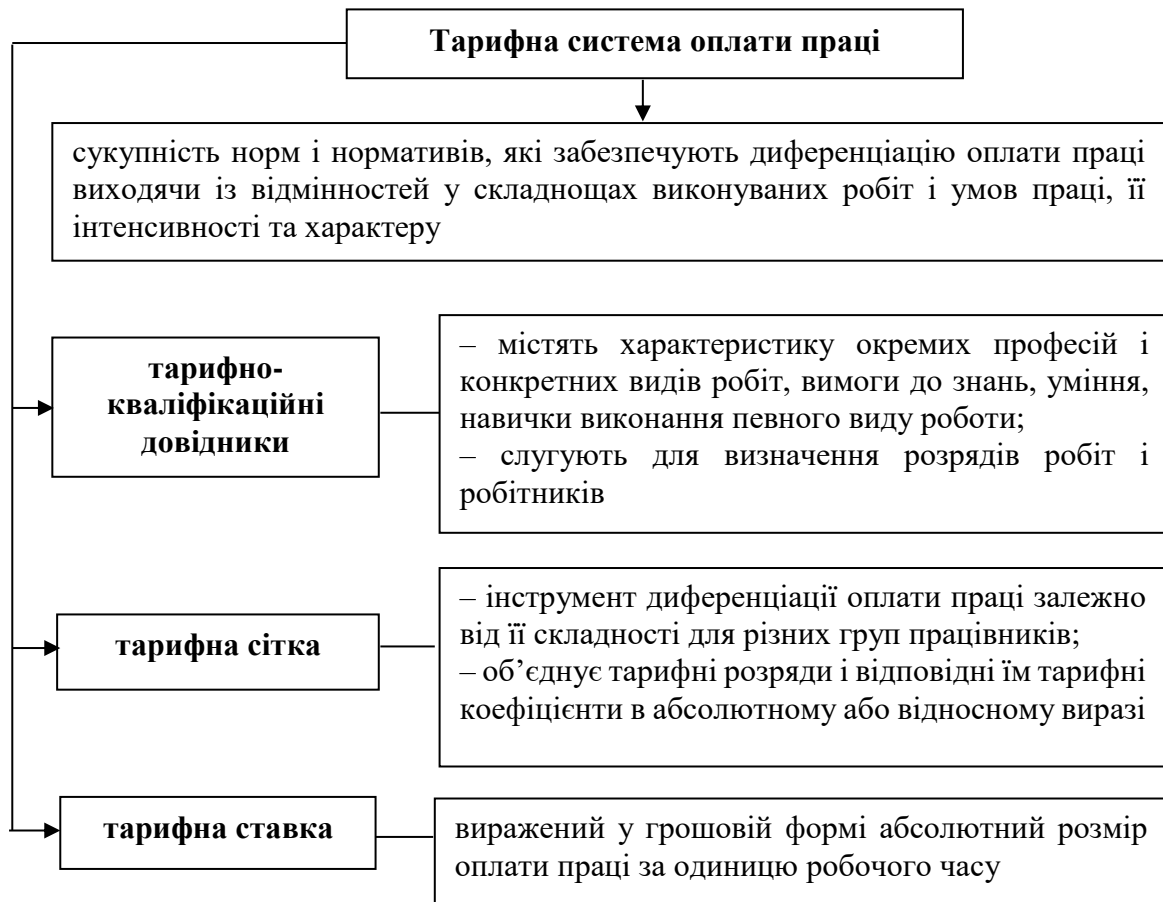 Тарифна система оплати праці
сукупність норм і нормативів, які забезпечують диференціацію оплати праці
виходячи із відмінностей у складнощах виконуваних робіт і умов праці, її
інтенсивності та характеру
тарифно-
кваліфікаційні
довідники
– містять характеристику окремих професій і
конкретних видів робіт, вимоги до знань, уміння,
навички виконання певного виду роботи;
– слугують для визначення розрядів робіт і
робітників
тарифна сітка
– інструмент диференціації оплати праці залежно
від її складності для різних груп працівників;
– об’єднує тарифні розряди і відповідні їм тарифні
коефіцієнти в абсолютному або відносному виразі
тарифна ставка
виражений у грошовій формі абсолютний розмір
оплати праці за одиницю робочого часу